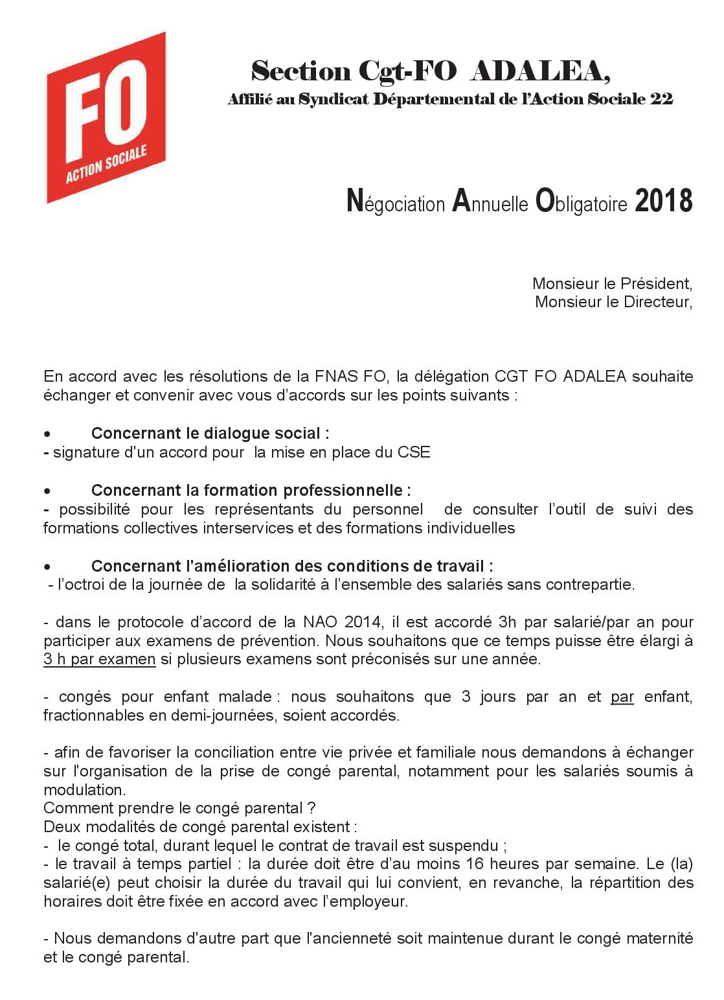 FO
ACTION SOCIALE
Section Cgt-FO  ADALEA,
Affilié au Syndicat Départemental de l’Action Sociale 22
Négociation Annuelle Obligatoire 2018
Monsieur le Président,
Monsieur le Directeur,
En accord avec les résolutions de la FNAS FO, la délégation CGT FO ADALEA souhaite
échanger et convenir avec vous d’accords sur les points suivants :
• Concernant le dialogue social :
- signature d'un accord pour  la mise en place du CSE
• Concernant la formation professionnelle :
- possibilité pour les représentants du personnel  de consulter l’outil de suivi des
formations collectives interservices et des formations individuelles
• Concernant l'amélioration des conditions de travail :
- l’octroi de la journée de  la solidarité à l’ensemble des salariés sans contrepartie.
- dans le protocole d’accord de la NAO 2014, il est accordé 3h par salarié/par an pour
participer aux examens de prévention. Nous souhaitons que ce temps puisse être élargi à
3 h par examen si plusieurs examens sont préconisés sur une année.
- congés pour enfant malade : nous souhaitons que 3 jours par an et par enfant,
fractionnables en demi-journées, soient accordés.
- afin de favoriser la conciliation entre vie privée et familiale nous demandons à échanger
sur l'organisation de la prise de congé parental, notamment pour les salariés soumis à
modulation.
Comment prendre le congé parental ?
Deux modalités de congé parental existent :
-  le congé total, durant lequel le contrat de travail est suspendu ;
- le travail à temps partiel : la durée doit être d’au moins 16 heures par semaine. Le (la)
salarié(e) peut choisir la durée du travail qui lui convient, en revanche, la répartition des
horaires doit être fixée en accord avec l’employeur.
- Nous demandons d'autre part que l'ancienneté soit maintenue durant le congé maternité
et le congé parental.